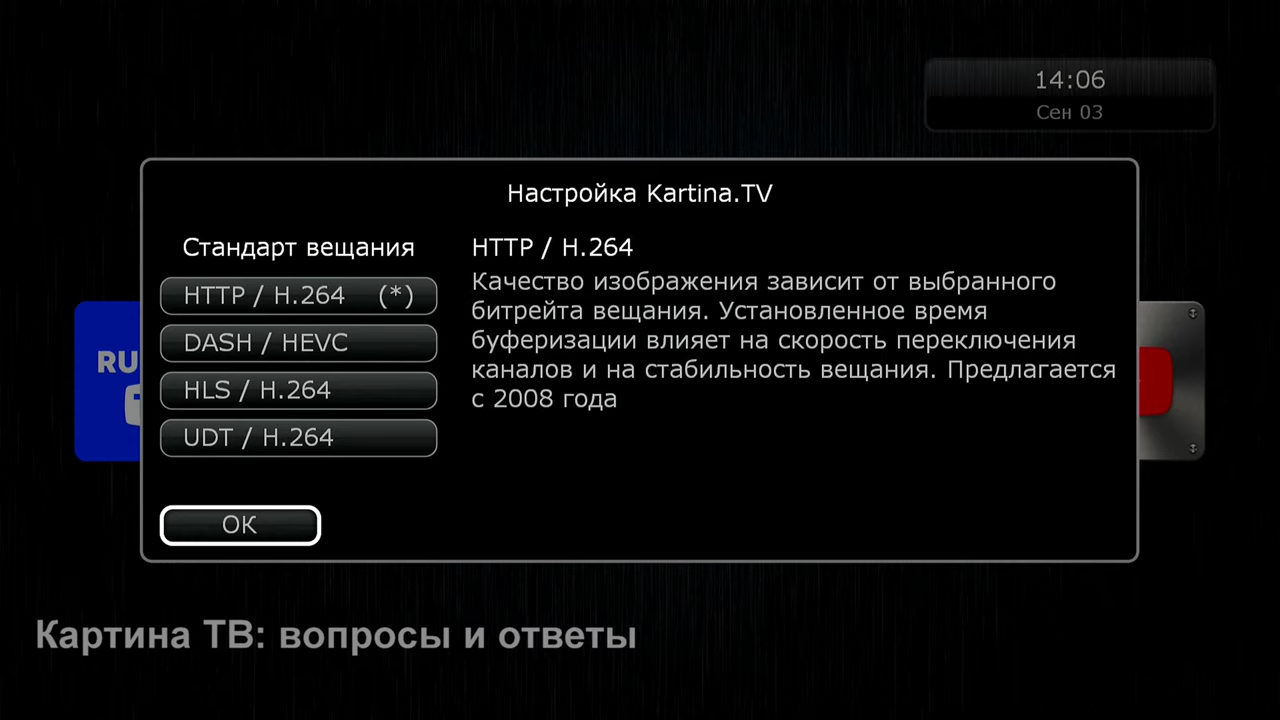 14:06
Сен 03
Настройка Kartina.TV
Стандарт вещания
HTTP / H.264 (*)
DASH / HEVC
HLS / H.264
UDT / H.264
OK
HTTP / H.264
Качество изображения зависит от выбранного
битрейта вещания. Установленное время
буферизации влияет на скорость переключения
каналов и на стабильность вещания. Предлагается
с 2008 года
RU
Картина ТВ: вопросы и ответы